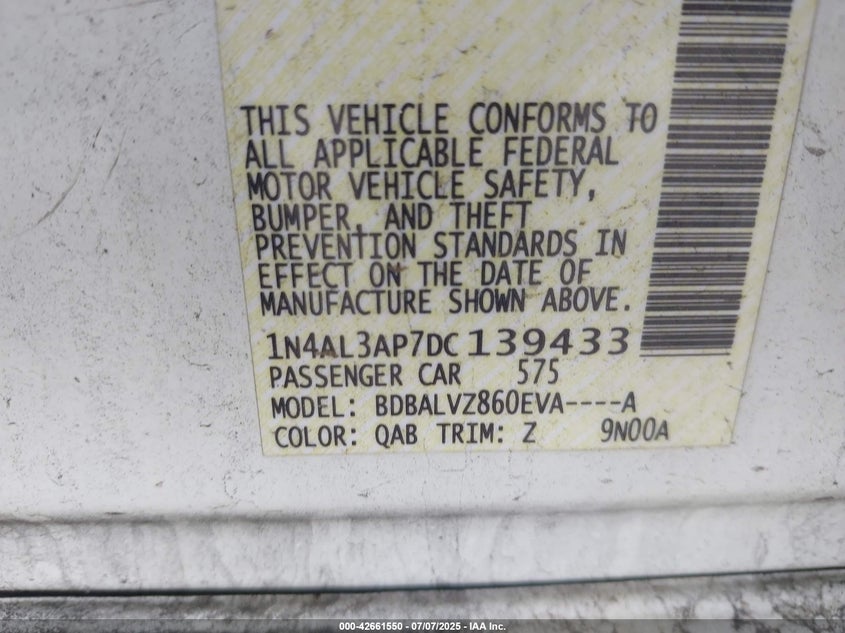 THIS VEHICLE CONFORMS TO
ALL APPLICABLE FEDERAL
MOTOR VEHICLE SAFETY,
BUMPER, AND THEFT
PREVENTION STANDARDS IN
EFFECT ON THE DATE OF
MANUFACTURE SHOWN ABOVE.
1N4AL3AP7DC139433
PASSENGER CAR 575
MODEL: BDBALVZ860EVA----A
COLOR: QAB TRIM: Z 9N00A
000-42661550 - 07/07/2025 - IAA Inc.